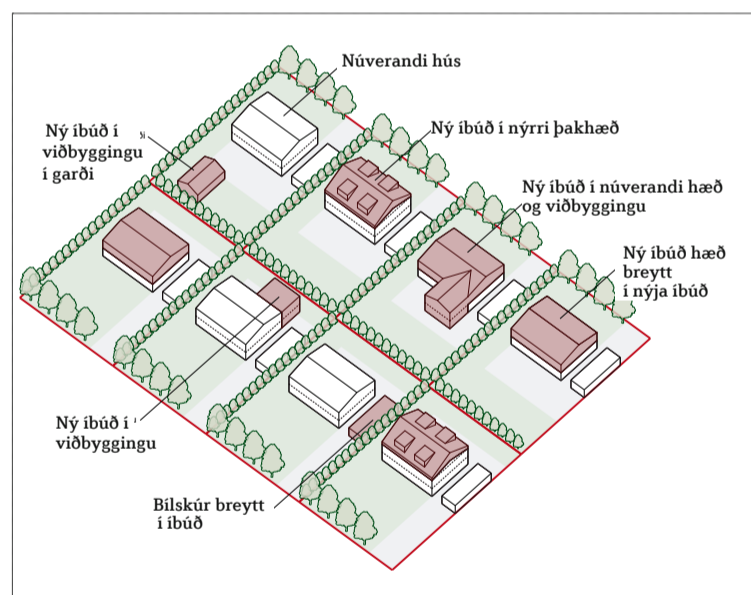 Núverandi hús
Ný íbúð í
viðbyggingu
í garði
Ný íbúð í nýrri þakhæð
Ný íbúð í núverandi hæð
og viðbyggingu
Ný íbúð hæð
breytt
í nýja íbúð
Ný íbúð í
viðbyggingu
Bílskúr breytt
í íbúð